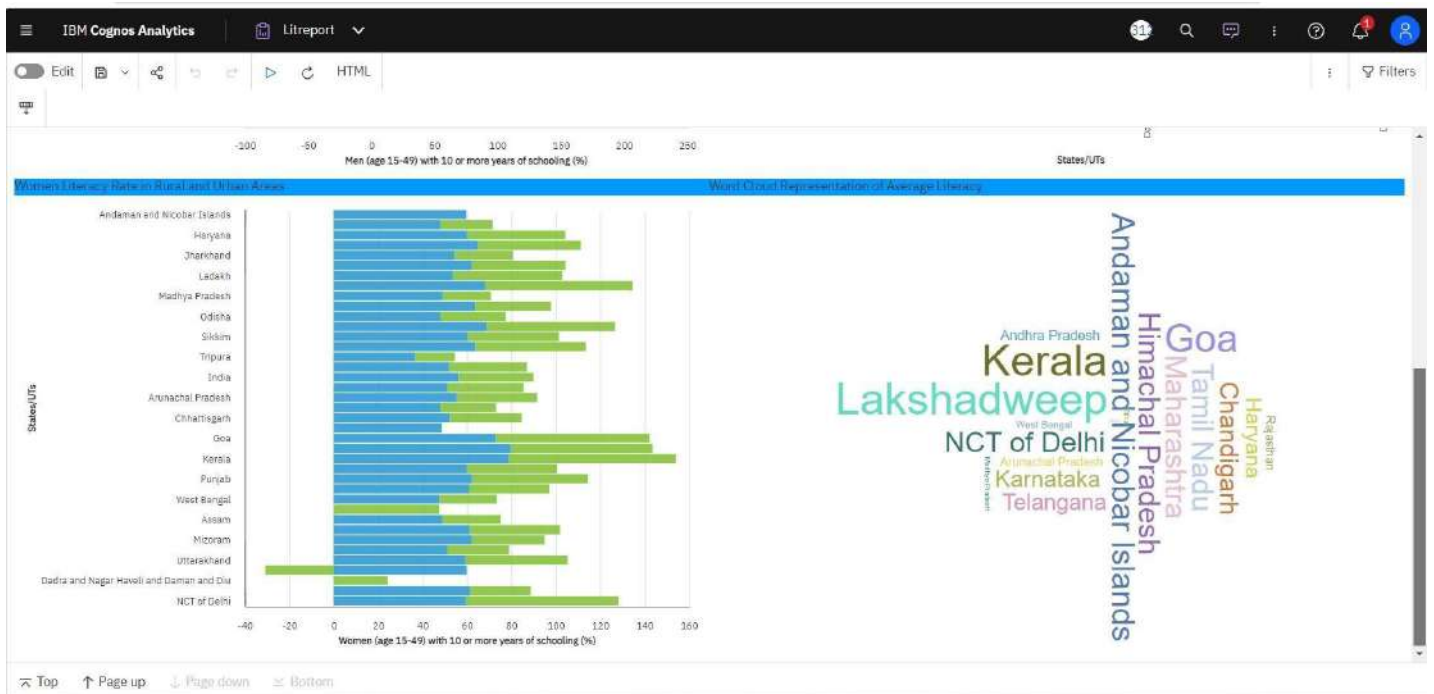 IBM Cognos Analytics
Litreport
1
Edit
HTML
Filters
-100 -50 0 50 100 150 200 250
Men (age 15-49) with 10 or more years of schooling (%)
States/UTs
Women Literacy Rate in Rural and Urban Areas
Word Cloud Representation of Average Literacy
States/UTs
Andaman and Nicobar Islands
Haryana
Jharkhand
Ladakh
Madhya Pradesh
Odisha
Sikkim
Tripura
India
Arunachal Pradesh
Chhattisgarh
Goa
Kerala
Punjab
West Bengal
Assam
Mizoram
Uttarakhand
Dadra and Nagar Haveli and Daman and Diu
NCT of Delhi
-40 -20 0 20 40 60 80 100 120 140 160
Women (age 15-49) with 10 or more years of schooling (%)
Andhra Pradesh
Kerala
Lakshadweep
West Bengal
NCT of Delhi
Arunachal Pradesh
Madhya Pradesh
Karnataka
Telangana
Andaman and Nicobar Islands
Himachal Pradesh
Goa
Maharashtra
Tamil Nadu
Chandigarh
Haryana
Rajasthan
Top
Page up
Page down
Bottom